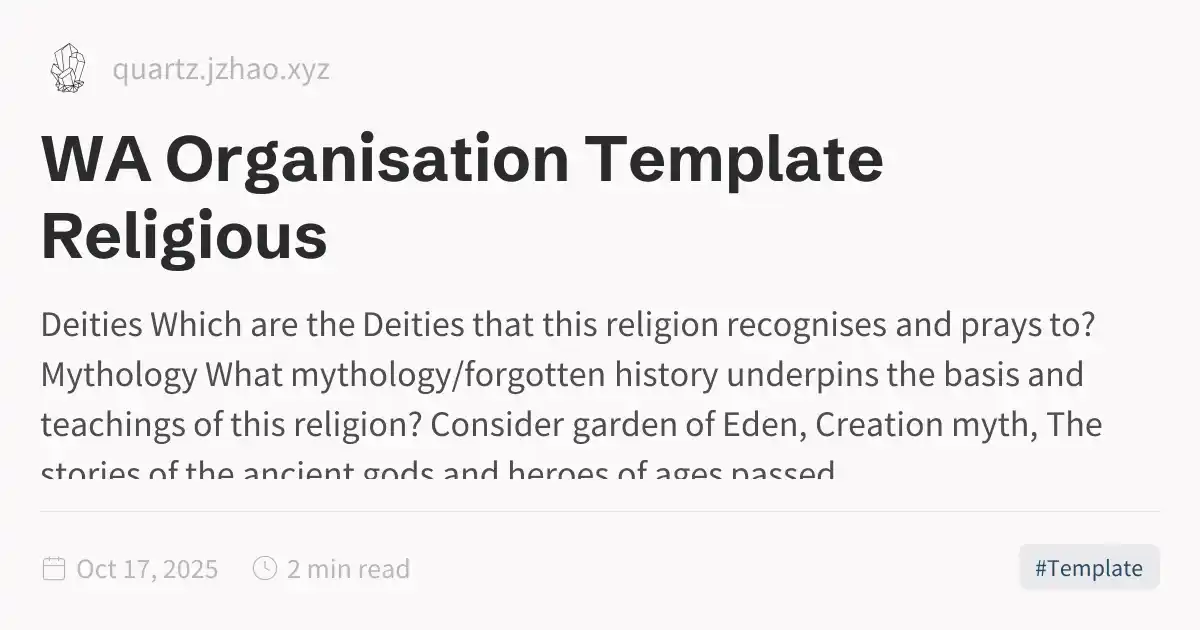 quartz.jzhao.xyz
WA Organisation Template
Religious
Deities Which are the Deities that this religion recognises and prays to?
Mythology What mythology/forgotten history underpins the basis and
teachings of this religion? Consider garden of Eden, Creation myth, The
stories of the ancient gods and heroes of ages passed
Oct 17, 2025
2 min read
#Template